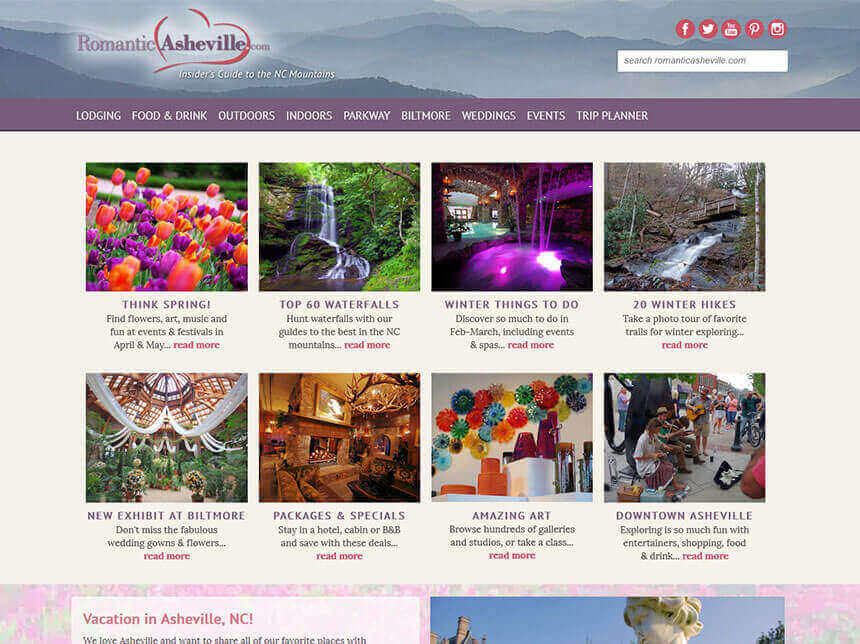 RomanticAsheville.com
Insider's Guide to the NC Mountains
f You Tube
search romanticasheville.com
LODGING FOOD & DRINK OUTDOORS INDOORS PARKWAY BILTMORE WEDDINGS EVENTS TRIP PLANNER
THINK SPRING!
Find flowers, art, music and
fun at events & festivals in
April & May... read more
TOP 60 WATERFALLS
Hunt waterfalls with our
guides to the best in the NC
mountains... read more
WINTER THINGS TO DO
Discover so much to do in
Feb-March, including events
& spas... read more
20 WINTER HIKES
Take a photo tour of favorite
trails for winter exploring...
read more
NEW EXHIBIT AT BILTMORE
Don't miss the fabulous
wedding gowns & flowers...
read more
PACKAGES & SPECIALS
Stay in a hotel, cabin or B&B
and save with these deals...
read more
AMAZING ART
Browse hundreds of galleries
and studios, or take a class...
read more
DOWNTOWN ASHEVILLE
Exploring is so much fun with
entertainers, shopping, food
& drink... read more
Vacation in Asheville, NC!
We love Asheville and want to share all of our favorite places with